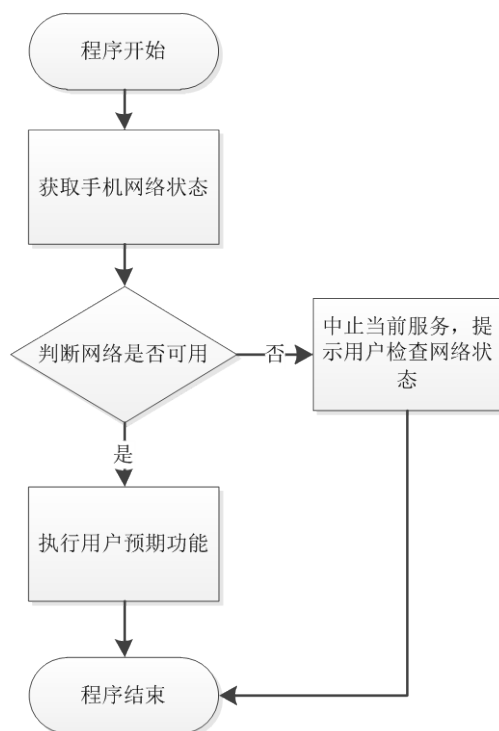 程序开始
获取手机网络状态
判断网络是否可用
否
中止当前服务，提
示用户检查网络状
态
是
执行用户预期功能
程序结束